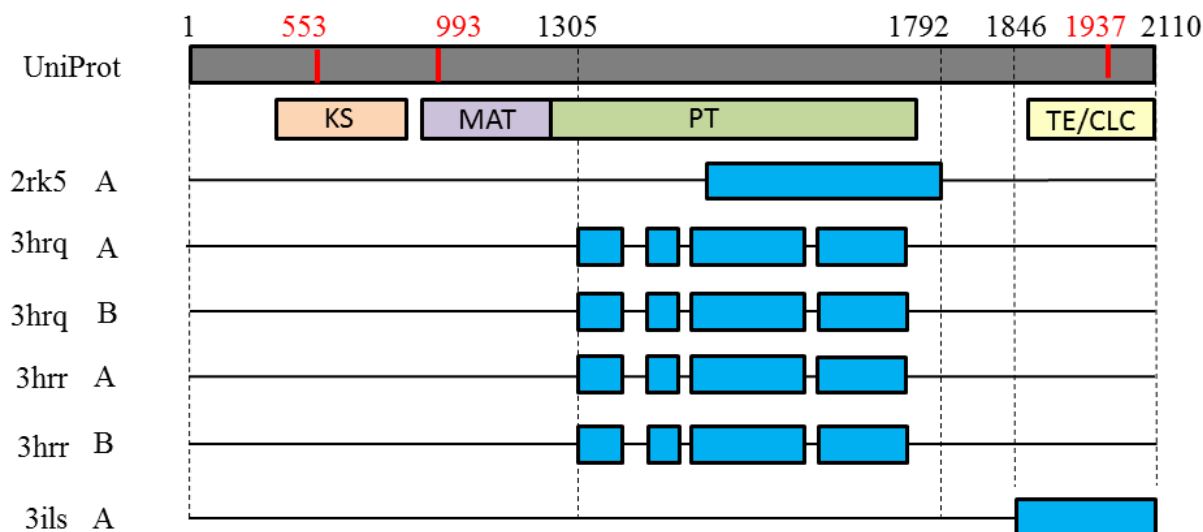 1 553 993 1305 1792 1846 1937 2110
UniProt
KS MAT PT TE/CLC
2rk5 A
3hrq A
3hrq B
3hrr A
3hrr B
3ils A